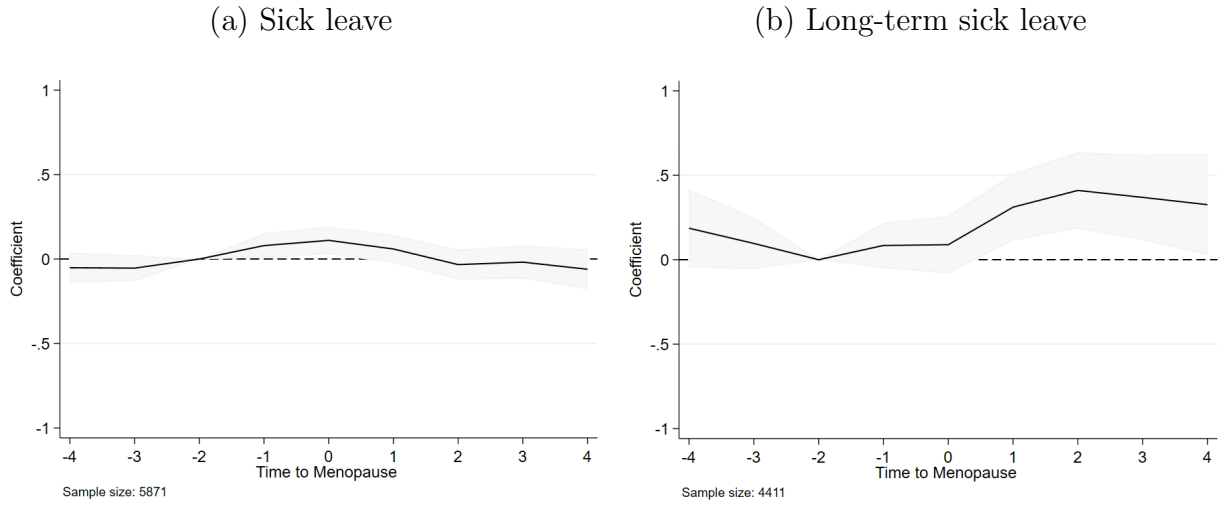 (a) Sick leave
1
.5
0
-.5
-1
Coefficient
-4 -3 -2 -1 0 1 2 3 4
Time to Menopause
Sample size: 5871
(b) Long-term sick leave
1
.5
0
-.5
-1
Coefficient
-4 -3 -2 -1 0 1 2 3 4
Time to Menopause
Sample size: 4411